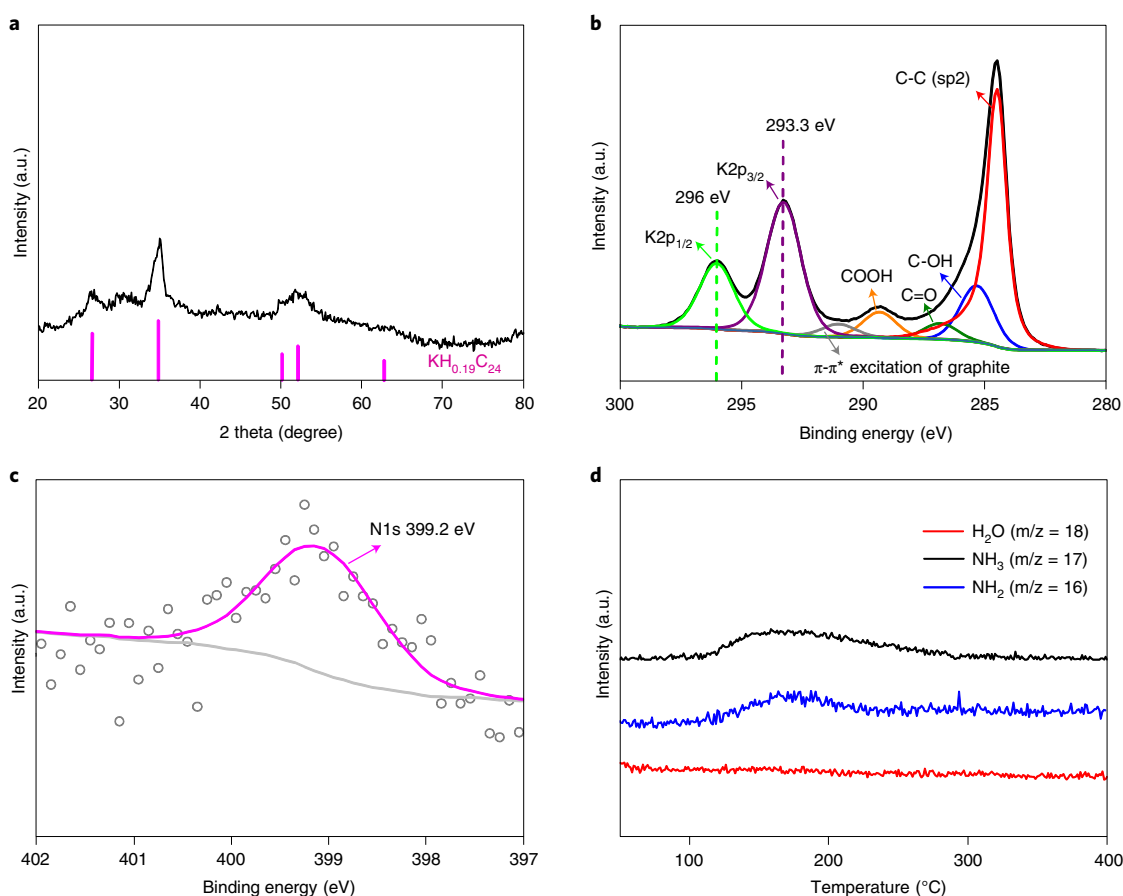 a
Intensity (a.u.)
KH0.19C24
20 30 40 50 60 70 80
2 theta (degree)
b
Intensity (a.u.)
C-C (sp2)
293.3 eV
K2p3/2
296 eV
K2p1/2
COOH
C-OH
C=O
π-π* excitation of graphite
300 295 290 285 280
Binding energy (eV)
c
Intensity (a.u.)
N1s 399.2 eV
402 401 400 399 398 397
Binding energy (eV)
d
Intensity (a.u.)
H2O (m/z = 18)
NH3 (m/z = 17)
NH2 (m/z = 16)
100 200 300 400
Temperature (°C)